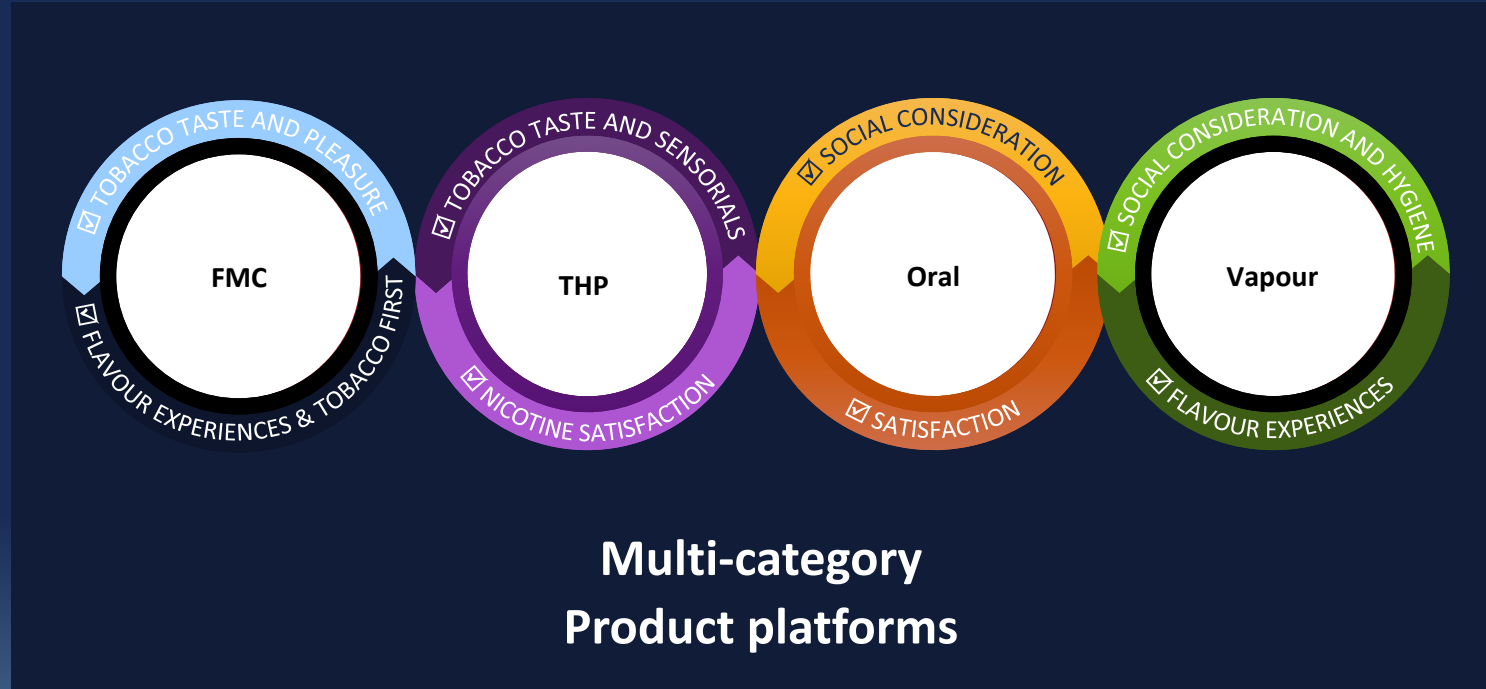 ☑ TOBACCO TASTE AND PLEASURE
FMC
☑ FLAVOUR EXPERIENCES & TOBACCO FIRST
☑ TOBACCO TASTE AND SENSORIALS
THP
☑ NICOTINE SATISFACTION
☑ SOCIAL CONSIDERATION
Oral
☑ SATISFACTION
☑ SOCIAL CONSIDERATION AND HYGIENE
Vapour
☑ FLAVOUR EXPERIENCES
Multi-category
Product platforms